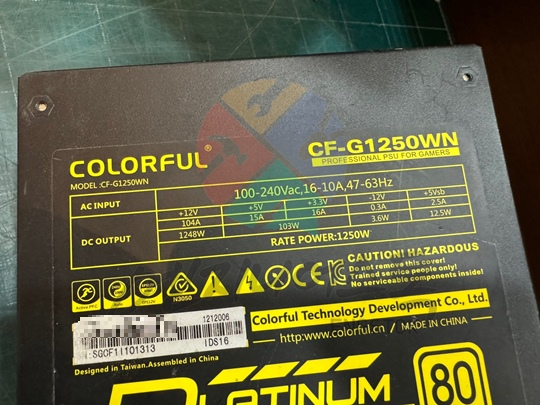 COLORFUL®
CF-G1250WN
PROFESSIONAL PSU FOR GAMERS
MODEL:CF-G1250WN
AC INPUT 100-240Vac,16-10A,47-63Hz
DC OUTPUT +12V +5V +3.3V -12V +5Vsb
104A 15A 16A 0.3A 2.5A
1248W 103W 3.6W 12.5W
RATE POWER:1250W
CAUTION! HAZARDOUS
Do not remove this cover!
Trained service people only!
No serviceable components inside.
Active PFC
N3050
CE
Colorful Technology Development Co., Ltd.
http://www.colorful.cn / MADE IN CHINA
1212006
SGCF11101313 IDS16
Designed in Taiwan.Assembled in China
PLATINUM
80